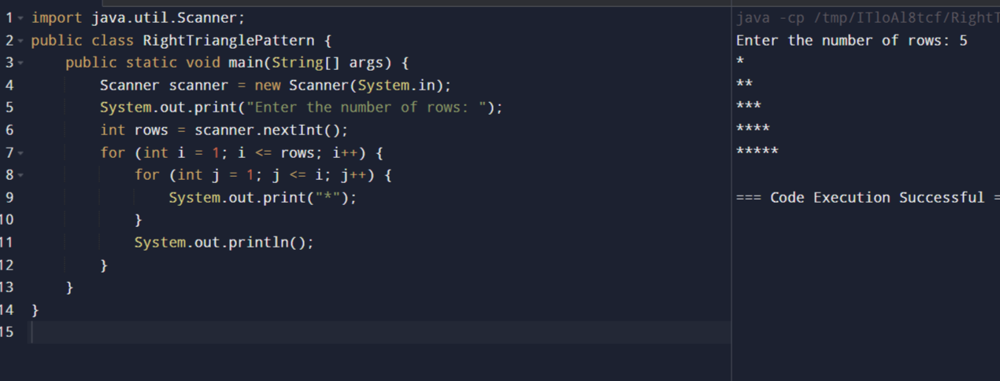 1 import java.util.Scanner;
2 public class RightTrianglePattern {
3     public static void main(String[] args) {
4         Scanner scanner = new Scanner(System.in);
5         System.out.print("Enter the number of rows: ");
6         int rows = scanner.nextInt();
7         for (int i = 1; i <= rows; i++) {
8             for (int j = 1; j <= i; j++) {
9                 System.out.print("*");
10             }
11             System.out.println();
12         }
13     }
14 }
15
java -cp /tmp/ITloAl8tcf/RightT
Enter the number of rows: 5
*
**
***
****
*****
=== Code Execution Successful =